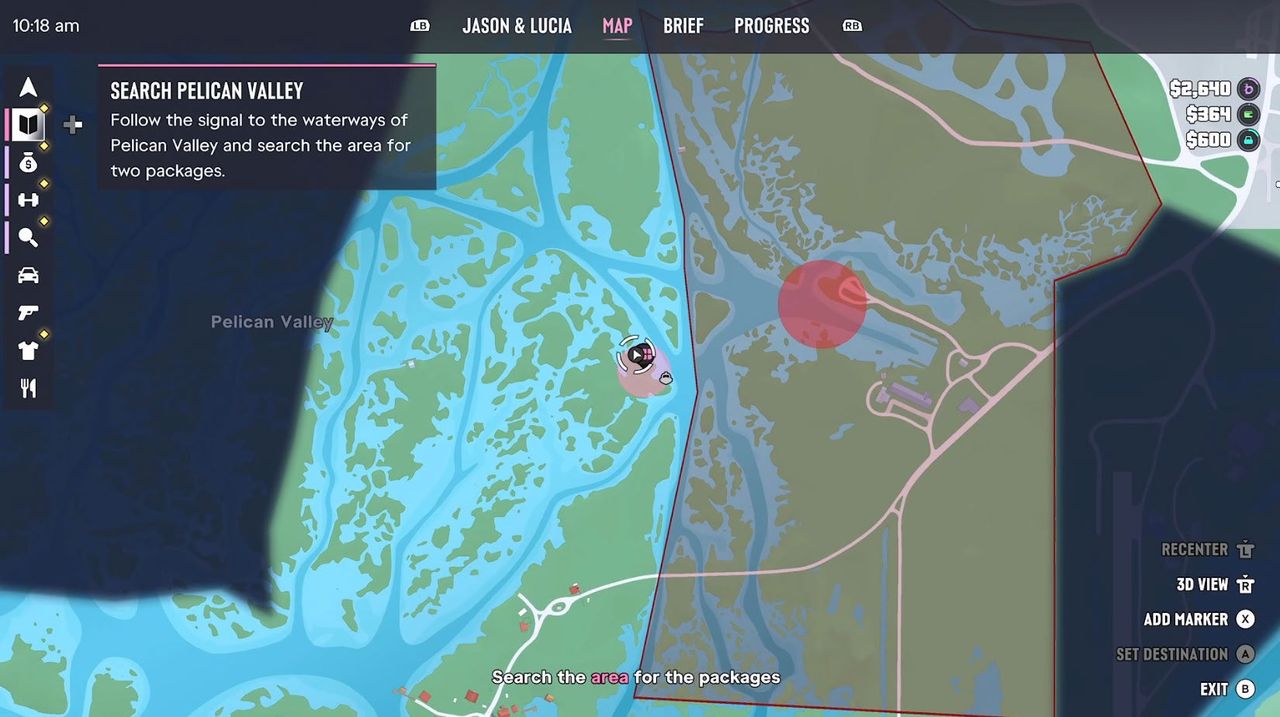 10:18 am
LB JASON & LUCIA MAP BRIEF PROGRESS RB
SEARCH PELICAN VALLEY
Follow the signal to the waterways of
Pelican Valley and search the area for
two packages.
$2,640
$364
$600
Pelican Valley
RECENTER L
3D VIEW R
ADD MARKER X
SET DESTINATION A
EXIT B
Search the area for the packages